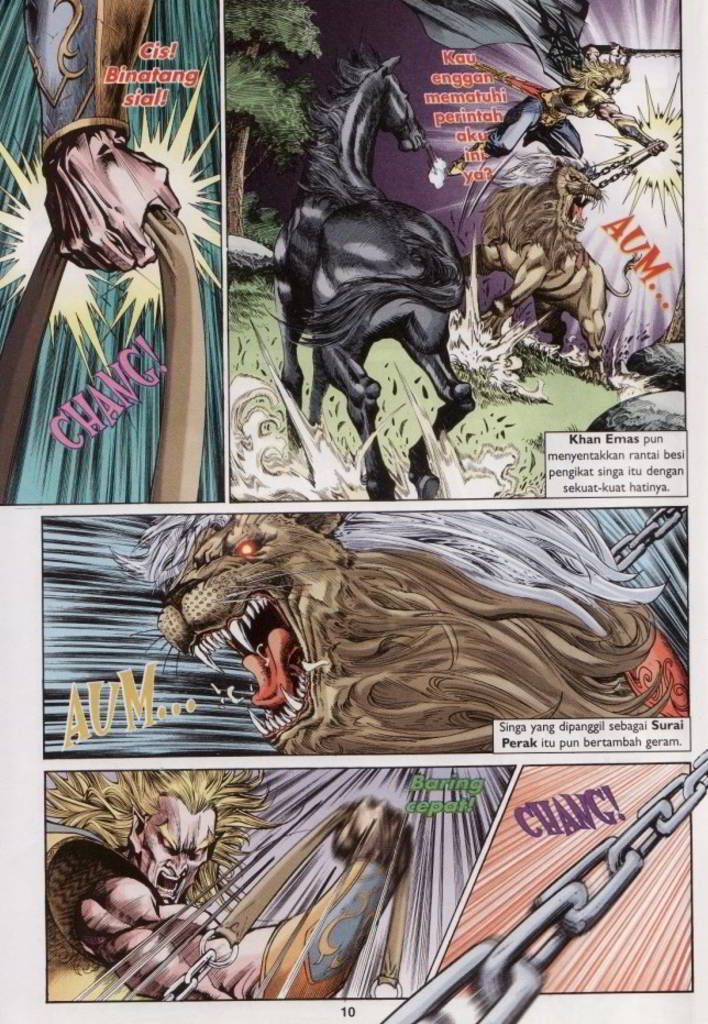 Cis!
Binatang
sial!
CHANG!
Kau
enggan
mematuhi
perintah
aku
ini
ya?
AUM...
Khan Emas pun
menyentakkan rantai besi
pengikat singa itu dengan
sekuat-kuat hatinya.
AUM...
Singa yang dipanggil sebagai Surai
Perak itu pun bertambah geram.
Baring
cepat!
CHANG!
10